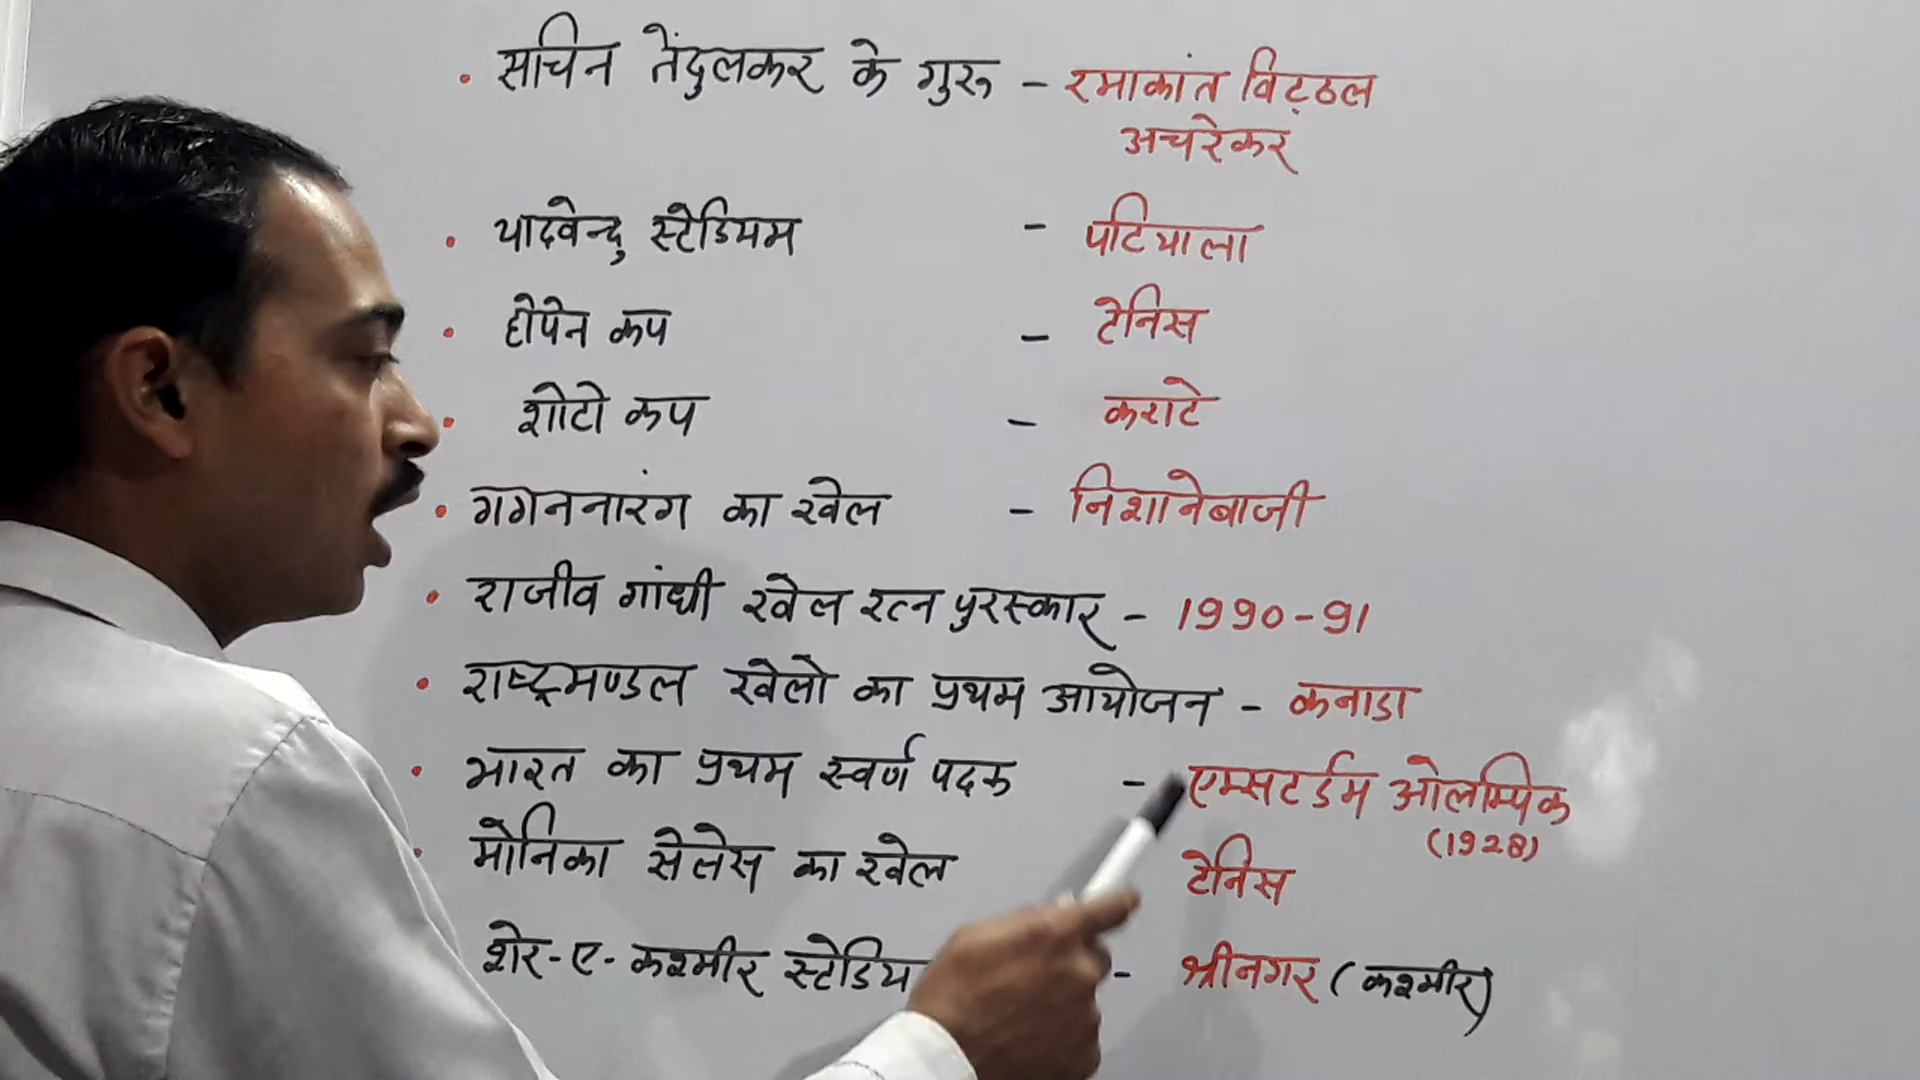 • सचिन तेंदुलकर के गुरू – रमाकांत विट्ठल
अचरेकर
• यादवेन्द्र स्टेडियम - पटियाला
• होपेन कप – टेनिस
• शोटो कप – कराटे
• गगननारंग का खेल – निशानेबाजी
• राजीव गांधी खेल रत्न पुरस्कार – 1990-91
• राष्ट्रमण्डल खेलो का प्रथम आयोजन – कनाडा
• भारत का प्रथम स्वर्ण पदक - एम्सटर्डम ओलम्पिक
(1928)
• मोनिका सेलेस का खेल टेनिस
शेर-ए-कश्मीर - श्रीनगर (कश्मीर)